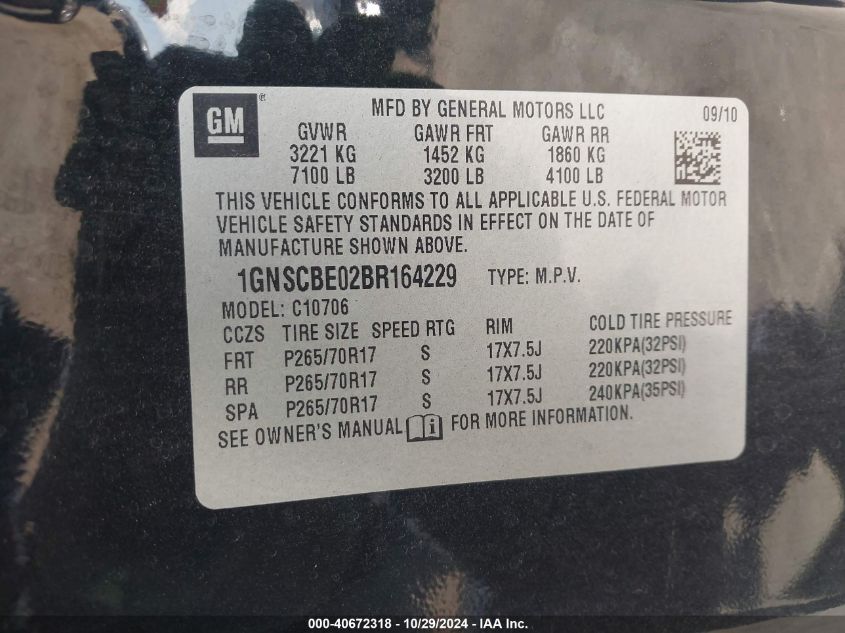 GM ® MFD BY GENERAL MOTORS LLC 09/10
GVWR GAWR FRT GAWR RR
3221 KG 1452 KG 1860 KG
7100 LB 3200 LB 4100 LB
THIS VEHICLE CONFORMS TO ALL APPLICABLE U.S. FEDERAL MOTOR
VEHICLE SAFETY STANDARDS IN EFFECT ON THE DATE OF
MANUFACTURE SHOWN ABOVE.
1GNSCBE02BR164229 TYPE: M.P.V.
MODEL: C10706
CCZS TIRE SIZE SPEED RTG RIM COLD TIRE PRESSURE
FRT P265/70R17 S 17X7.5J 220KPA(32PSI)
RR P265/70R17 S 17X7.5J 220KPA(32PSI)
SPA P265/70R17 S 17X7.5J 240KPA(35PSI)
SEE OWNER'S MANUAL FOR MORE INFORMATION.
000-40672318 - 10/29/2024 - IAA, Inc.